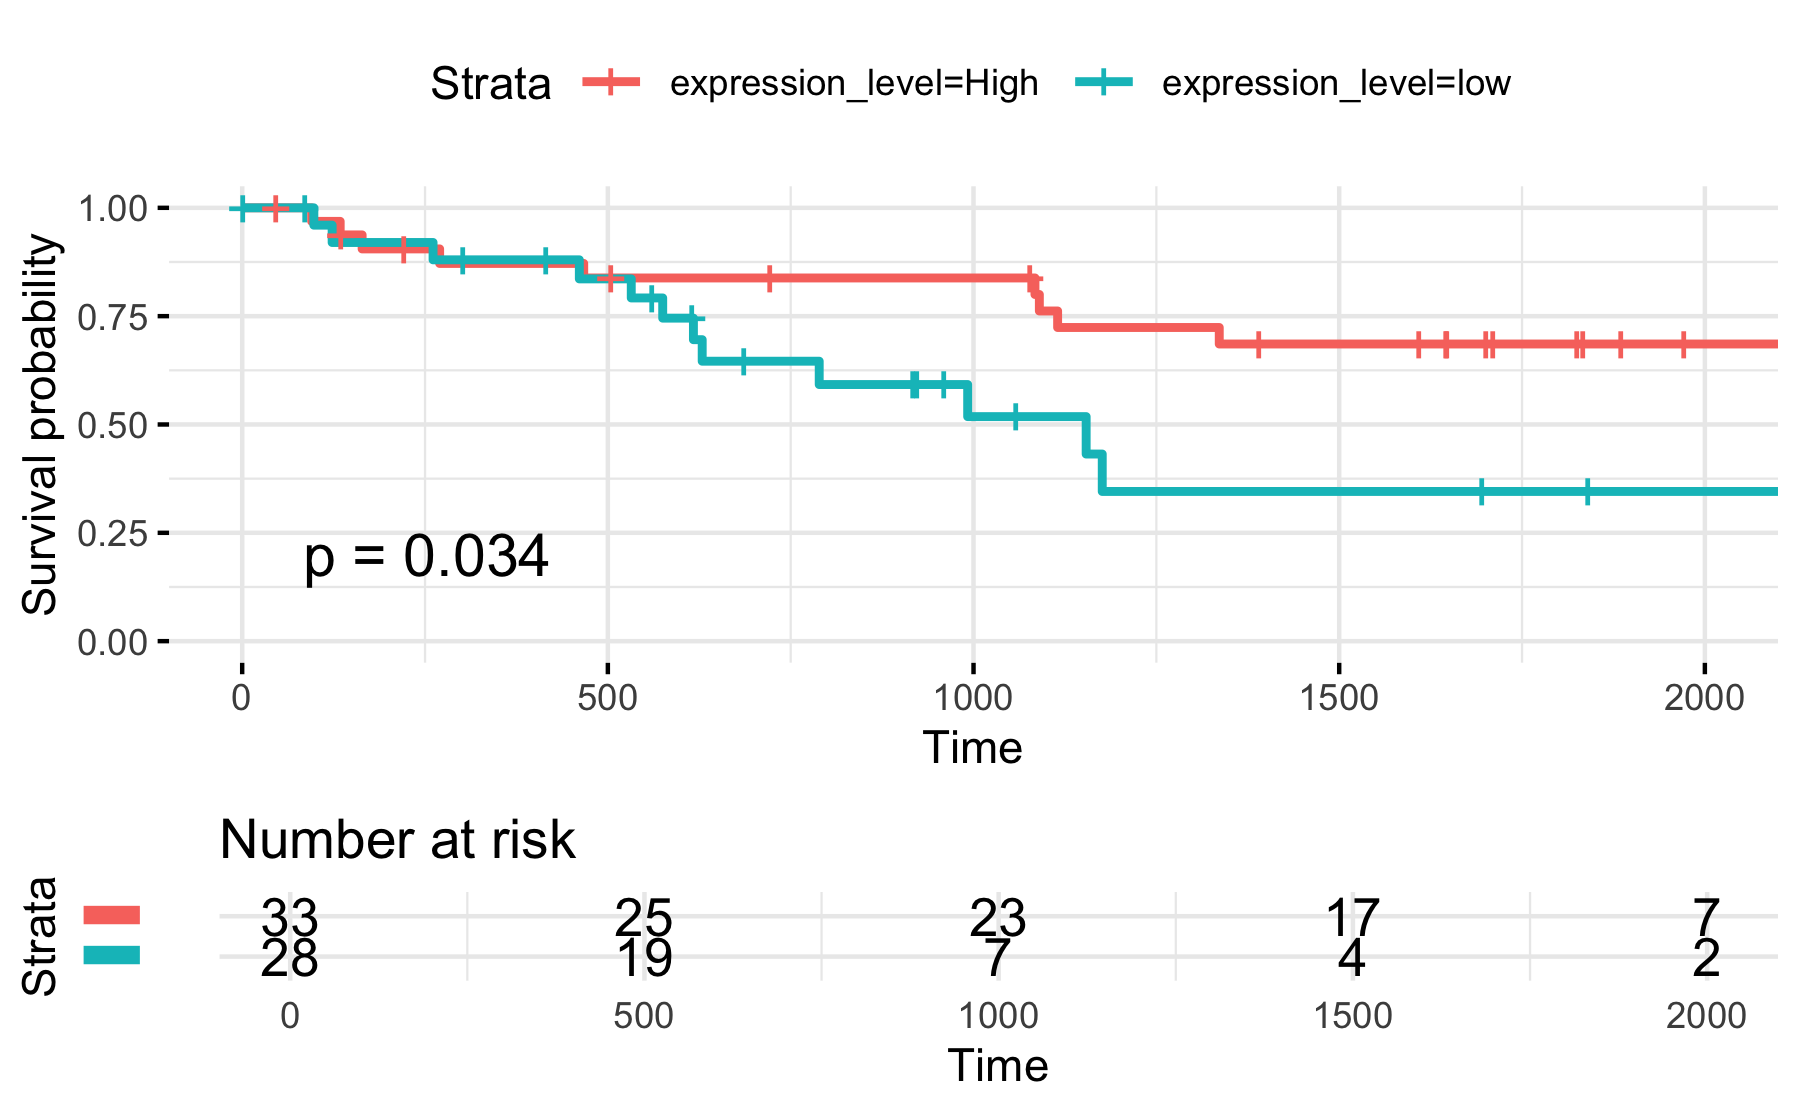 Strata expression_level=High expression_level=low
Survival probability
1.00
0.75
0.50
0.25
0.00
p = 0.034
0 500 1000 1500 2000
Time
Number at risk
Strata
33 25 23 17 7
28 19 7 4 2
0 500 1000 1500 2000
Time